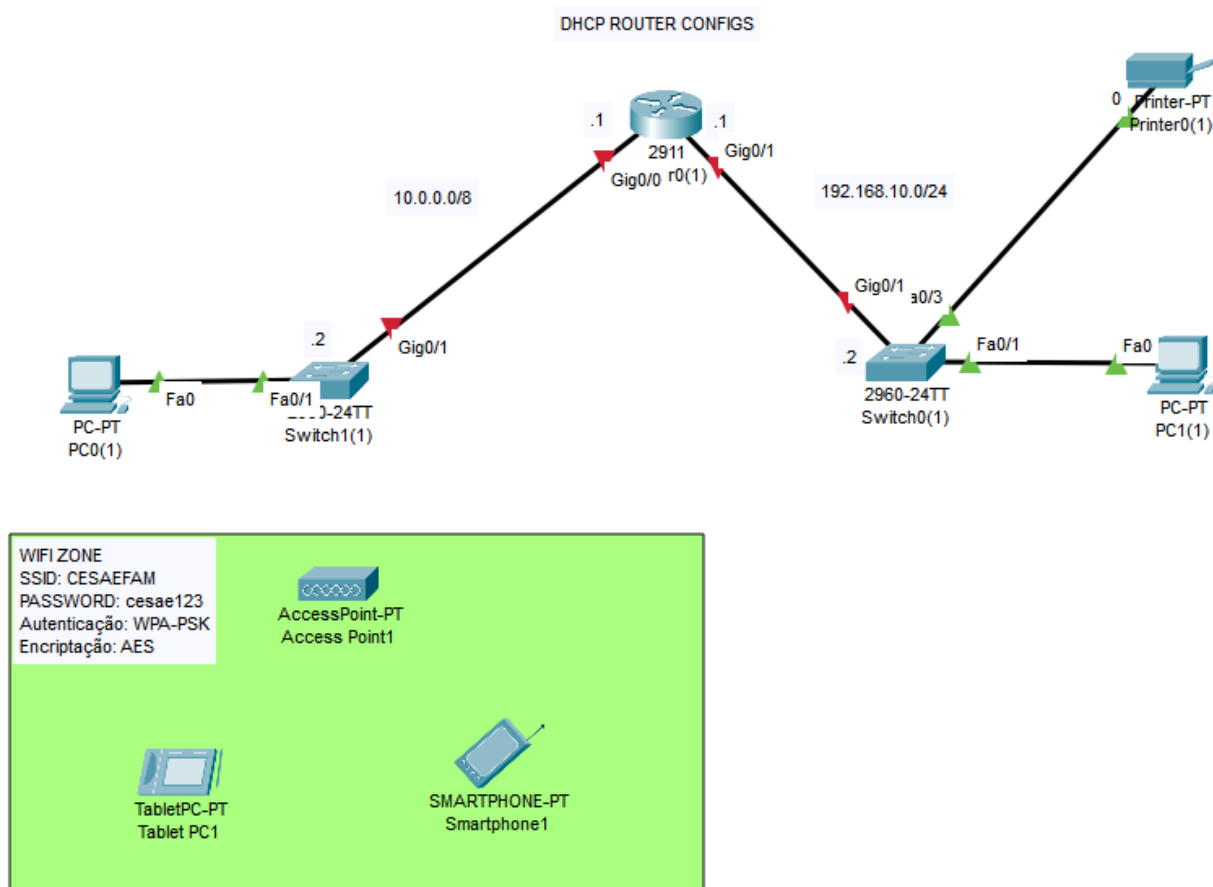 DHCP ROUTER CONFIGS
0
Printer-PT
Printer0(1)
.1
.1
2911
r0(1)
Gig0/1
Gig0/0
10.0.0.0/8
192.168.10.0/24
Gig0/1
a0/3
.2
Gig0/1
.2
Fa0/1
Fa0
Fa0
Fa0/1
PC-PT
PC0(1)
0-24TT
Switch1(1)
2960-24TT
Switch0(1)
PC-PT
PC1(1)
WIFI ZONE
SSID: CESAEFAM
PASSWORD: cesae123
Autenticação: WPA-PSK
Encriptação: AES
AccessPoint-PT
Access Point1
TabletPC-PT
Tablet PC1
SMARTPHONE-PT
Smartphone1